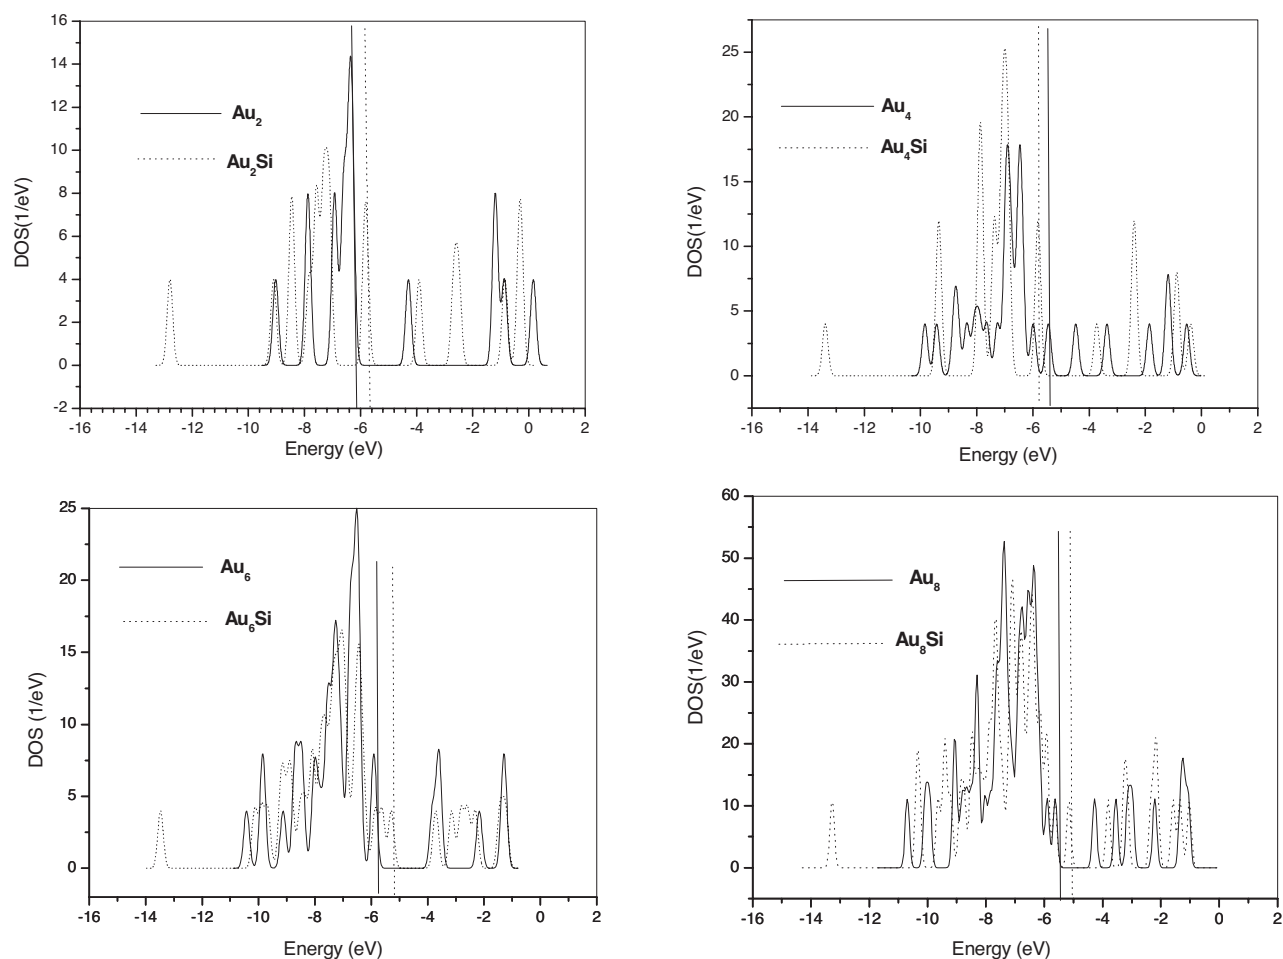 16
14
12
10
8
6
4
2
0
-2
DOS(1/eV)
Au2
Au2Si
-16 -14 -12 -10 -8 -6 -4 -2 0 2
Energy (eV)
25
20
15
10
5
0
DOS(1/eV)
Au4
Au4Si
-16 -14 -12 -10 -8 -6 -4 -2 0 2
Energy (eV)
25
20
15
10
5
0
DOS (1/eV)
Au6
Au6Si
-16 -14 -12 -10 -8 -6 -4 -2 0 2
Energy (eV)
60
50
40
30
20
10
0
DOS(1/eV)
Au8
Au8Si
-16 -14 -12 -10 -8 -6 -4 -2 0 2
Energy (eV)